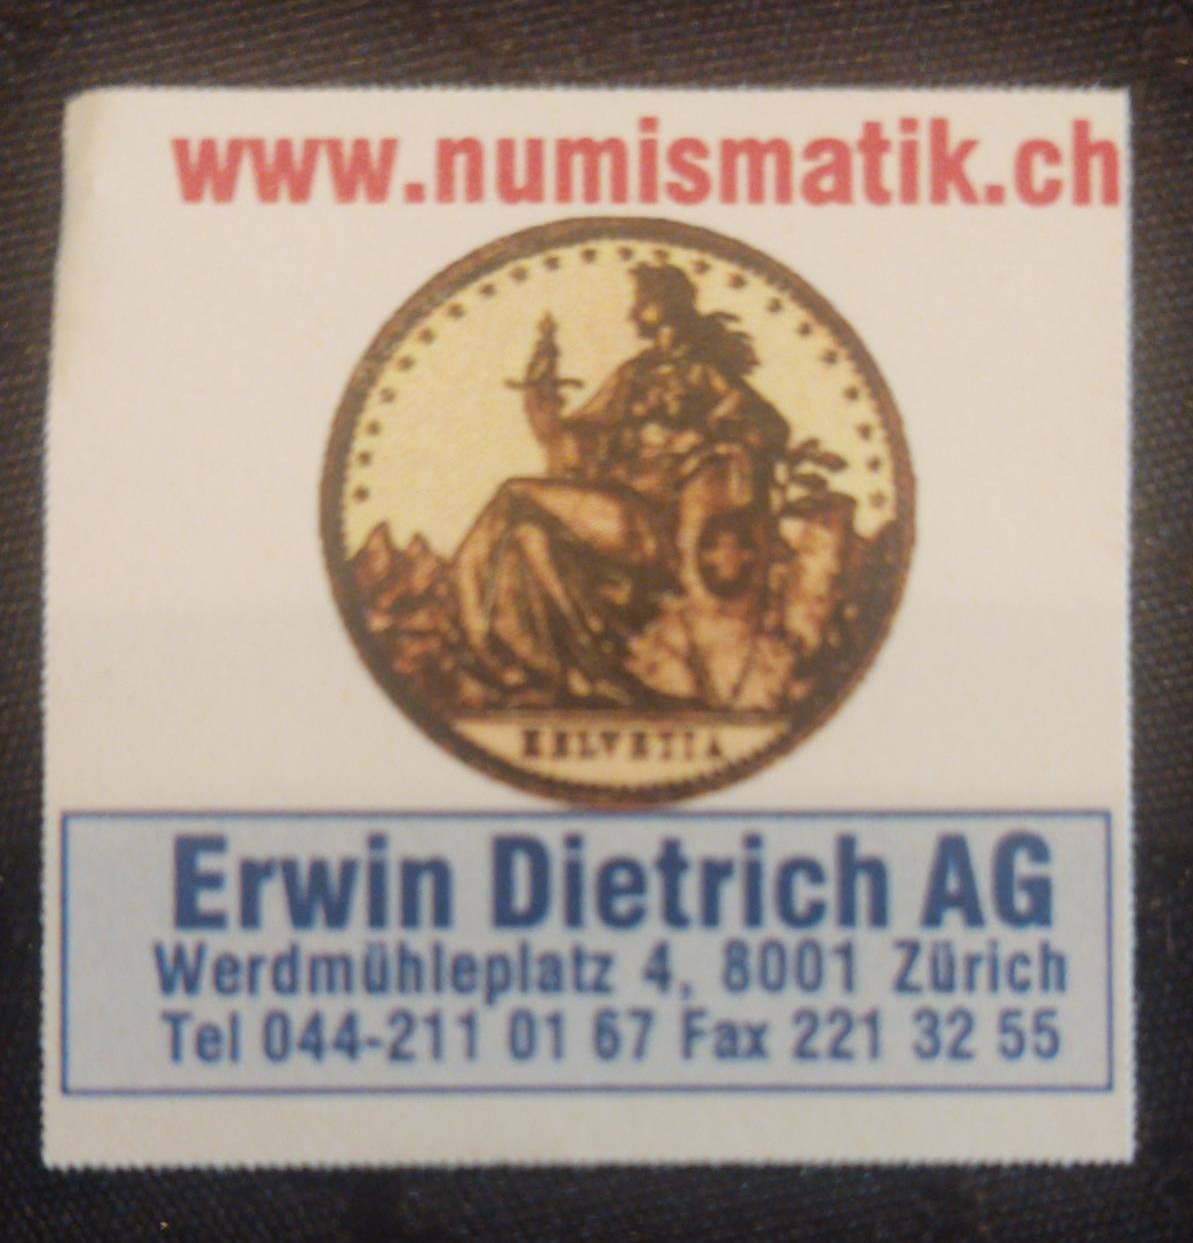 www.numismatik.ch
HELVETIA
Erwin Dietrich AG
Werdmühleplatz 4, 8001 Zürich
Tel 044-211 01 67 Fax 221 32 55